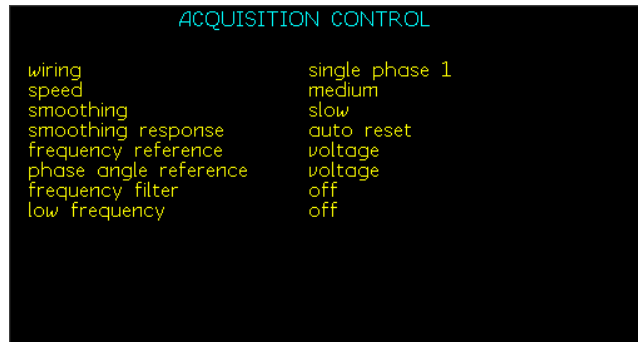 ACQUISITION CONTROL
wiring single phase 1
speed medium
smoothing slow
smoothing response auto reset
frequency reference voltage
phase angle reference voltage
frequency filter off
low frequency off